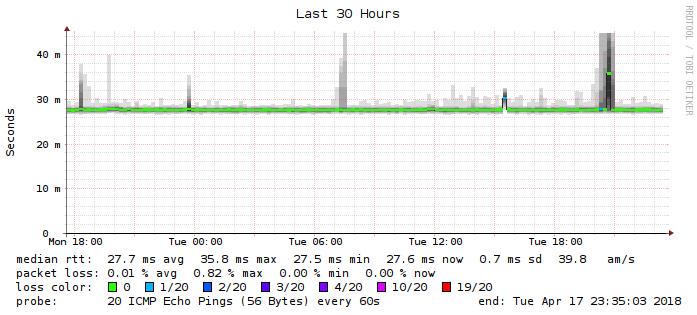 Last 30 Hours
RRDTOOL / TOBI OETIKER
Seconds
40 m
30 m
20 m
10 m
0
Mon 18:00 Tue 00:00 Tue 06:00 Tue 12:00 Tue 18:00
median rtt: 27.7 ms avg 35.8 ms max 27.5 ms min 27.6 ms now 0.7 ms sd 39.8 am/s
packet loss: 0.01 % avg 0.82 % max 0.00 % min 0.00 % now
loss color: 0 1/20 2/20 3/20 4/20 10/20 19/20
probe: 20 ICMP Echo Pings (56 Bytes) every 60s end: Tue Apr 17 23:35:03 2018